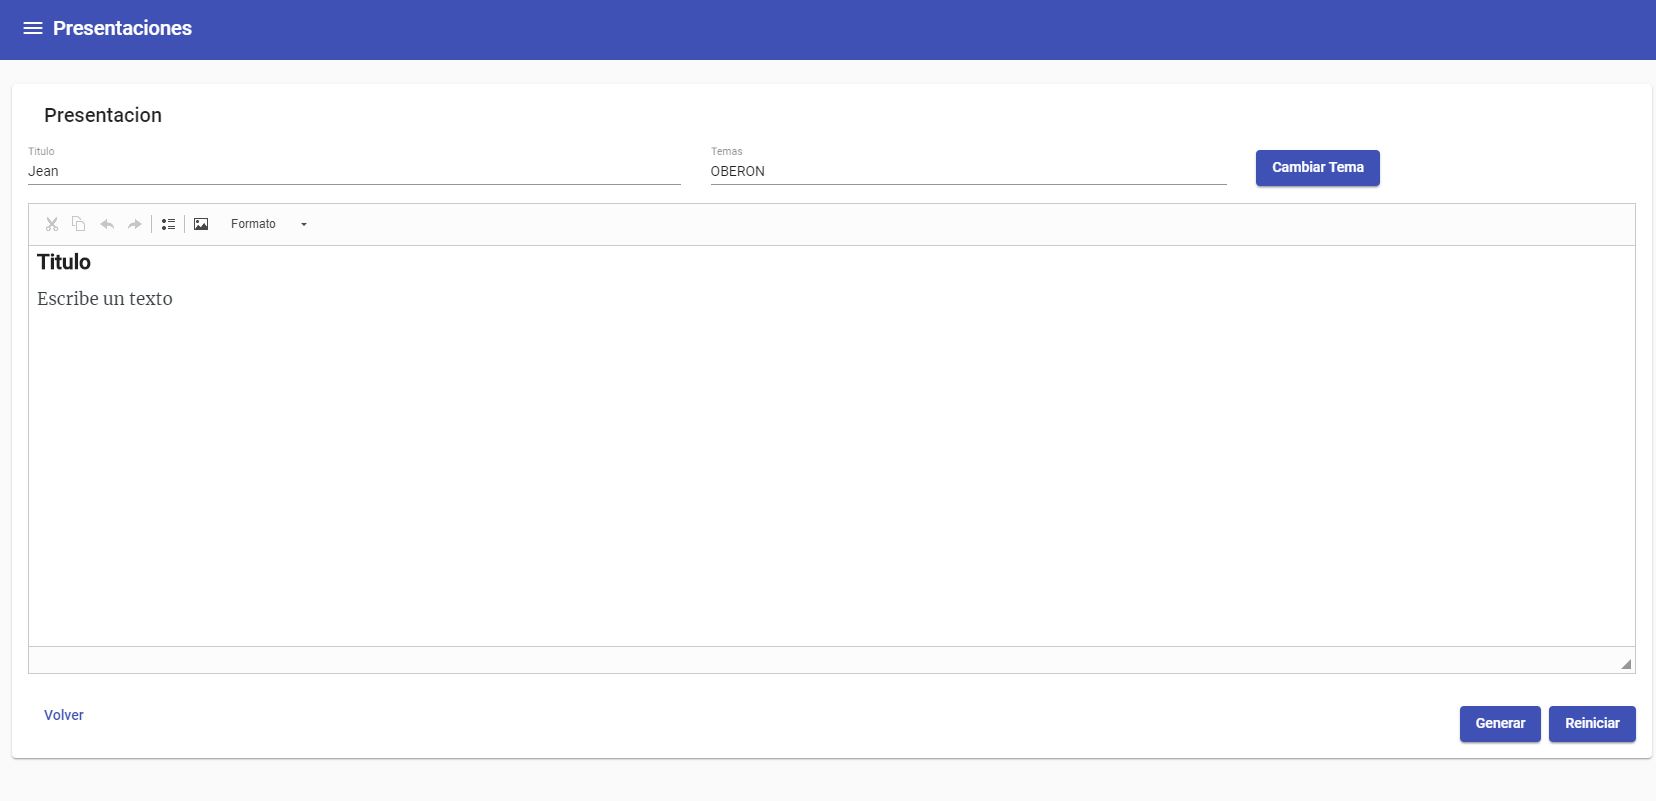 Presentaciones
Presentacion
Titulo
Temas
Jean
OBERON
Cambiar Tema
Formato
Titulo
Escribe un texto
Volver
Generar
Reiniciar